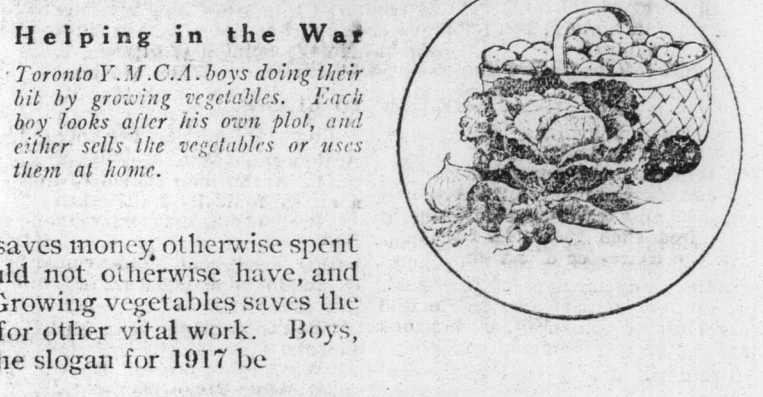 Helping in the War
Toronto Y.M.C.A. boys doing their
bit by growing vegetables. Each
boy looks after his own plot, and
either sells the vegetables or uses
them at home.
saves money otherwise spent
not otherwise have, and
Growing vegetables saves the
for other vital work. Boys,
slogan for 1917 be